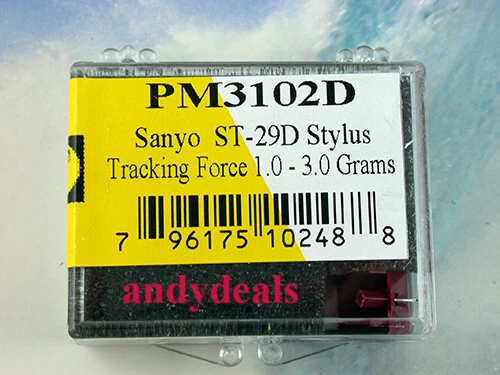 PM3102D
Sanyo ST-29D Stylus
Tracking Force 1.0 - 3.0 Grams
7 96175 10248 8
andydeals